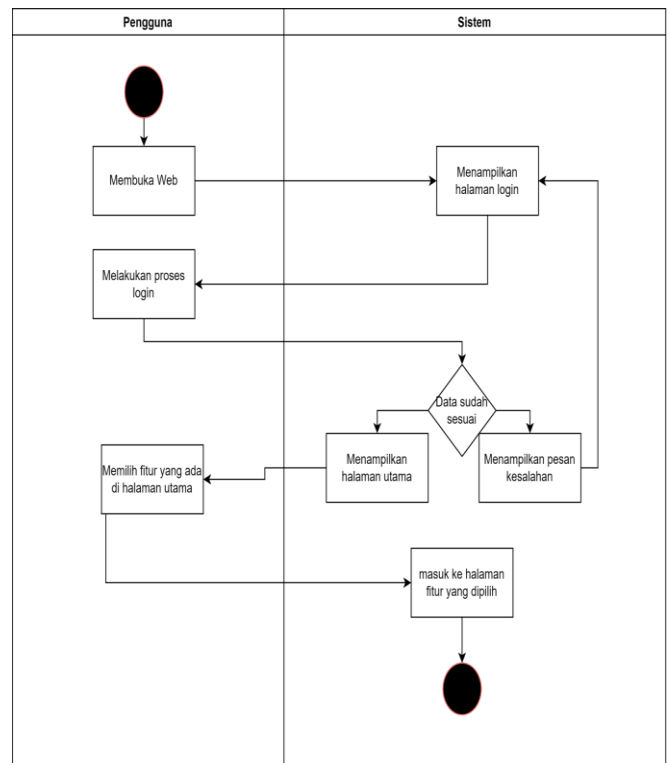 Pengguna
Sistem
Membuka Web
Menampilkan
halaman login
Melakukan proses
login
Data sudah
sesuai
Menampilkan
halaman utama
Menampilkan pesan
kesalahan
Memilih fitur yang ada
di halaman utama
masuk ke halaman
fitur yang dipilih